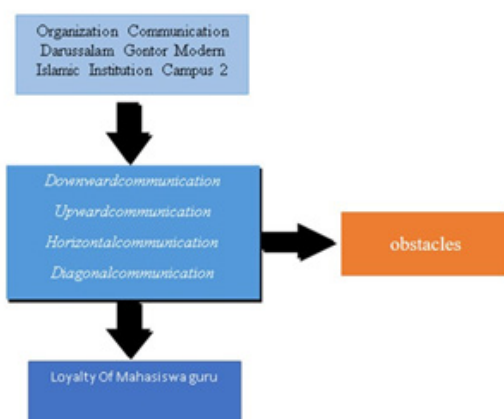 Organization Communication
Darussalam Gontor Modern
Islamic Institution Campus 2
Downwardcommunication
Upwardcommunication
Horizontalcommunication
Diagonalcommunication
obstacles
Loyalty Of Mahasiswa guru